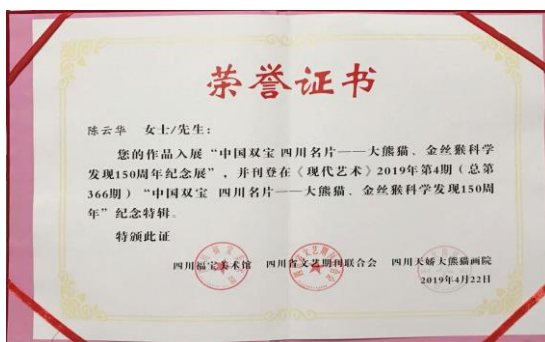 荣誉证书
陈云华 女士/先生：
您的作品入展“中国双宝 四川名片——大熊猫、金丝猴科学
发现150周年纪念展”，并刊登在《现代艺术》2019年第4期（总第
366期）“中国双宝 四川名片——大熊猫、金丝猴科学发现150周
年”纪念特辑。
特颁此证
四川福宝美术馆 四川省文艺期刊联合会 四川天娇大熊猫画院
2019年4月22日